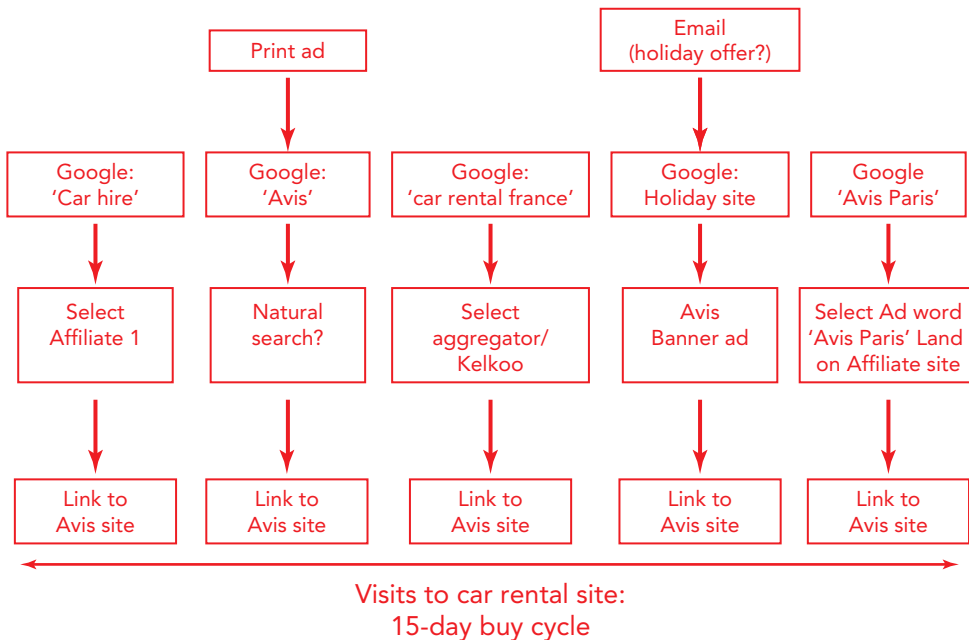 Print ad
Email
(holiday offer?)
Google:
‘Car hire’
Google:
‘Avis’
Google:
‘car rental france’
Google:
Holiday site
Google
‘Avis Paris’
Select
Affiliate 1
Natural
search?
Select
aggregator/
Kelkoo
Avis
Banner ad
Select Ad word
‘Avis Paris’ Land
on Affiliate site
Link to
Avis site
Link to
Avis site
Link to
Avis site
Link to
Avis site
Link to
Avis site
Visits to car rental site:
15-day buy cycle